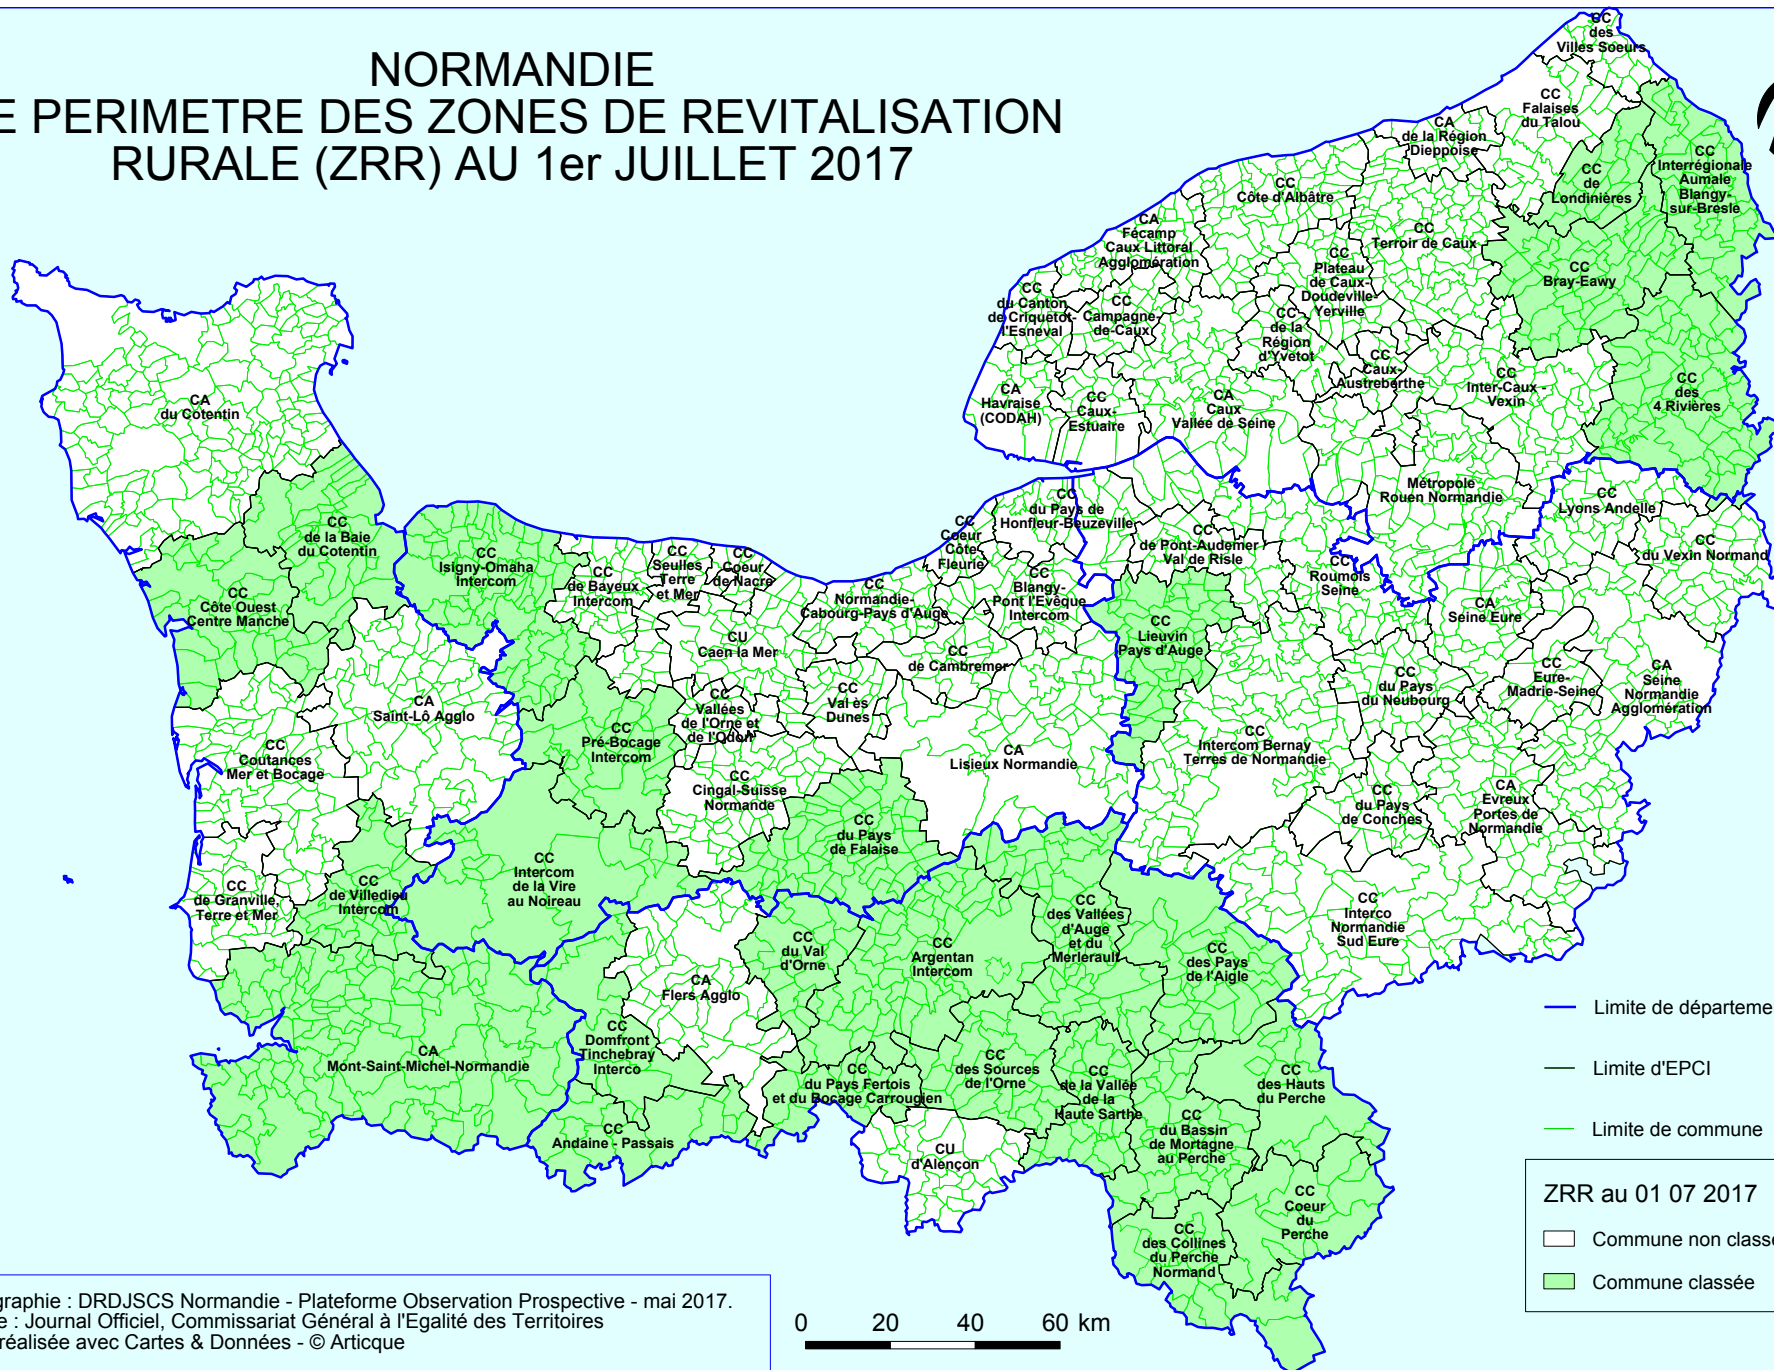 NORMANDIE
E PERIMETRE DES ZONES DE REVITALISATION
RURALE (ZRR) AU 1er JUILLET 2017
CC
des
Villes Soeurs
CC
Falaises
du Talou
CA
de la Région
Dieppoise
CC
de
Londinières
CC
Interrégionale
Aumale
Blangy-
sur-Bresle
CC
Côte d'Albâtre
CA
Fécamp
Caux Littoral
Agglomération
CC
Terroir de Caux
CC
Plateau
de Caux-
Doudeville-
Yerville
CC
Bray-Eawy
CC
du Canton
de Criquetot-
l'Esneval
CC
Campagne-
de-Caux
CC
de la
Région
d'Yvetot
CC
Caux-
Austreberthe
CC
Inter-Caux -
Vexin
CC
des
4 Rivières
CA
Havraise
(CODAH)
CC
Caux-
Estuaire
CA
Caux
Vallée de Seine
CA
du Cotentin
Métropole
Rouen Normandie
CC
Lyons Andelle
CC
du Vexin Normand
CC
de la Baie
du Cotentin
CC
Côte Ouest
Centre Manche
CC
Isigny-Omaha
Intercom
CC
de Bayeux
Intercom
CC
Seulles
Terre
et Mer
CC
Coeur
de Nacre
CC
Normandie-
Cabourg-Pays d'Auge
CC
Coeur
Côte
Fleurie
CC
du Pays de
Honfleur-Beuzeville
CC
Blangy-
Pont l'Evêque
Intercom
CC
de Pont-Audemer /
Val de Risle
CC
Roumois
Seine
CA
Seine Eure
CC
Lieuvin
Pays d'Auge
CU
Caen la Mer
CC
de Cambremer
CC
Val ès
Dunes
CC
Vallées
de l'Orne et
de l'Odon
CC
du Pays
du Neubourg
CC
Eure-
Madrie-Seine
CA
Seine
Normandie
Agglomération
CA
Saint-Lô Agglo
CC
Coutances
Mer et Bocage
CC
Pré-Bocage
Intercom
CC
Cingal-Suisse
Normande
CA
Lisieux Normandie
CC
Intercom Bernay
Terres de Normandie
CC
du Pays
de Conches
CA
Evreux
Portes de
Normandie
CC
du Pays
de Falaise
CC
Intercom
de la Vire
au Noireau
CC
de Villedieu
Intercom
CC
de Granville,
Terre et Mer
CC
Interco
Normandie
Sud Eure
CC
du Val
d'Orne
CC
Argentan
Intercom
CC
des Vallées
d'Auge
et du
Merlerault
CC
des Pays
de l'Aigle
CA
Flers Agglo
CC
Domfront
Tinchebray
Interco
CA
Mont-Saint-Michel-Normandie
CC
Andaine - Passais
CC
du Pays Fertois
et du Bocage Carrougien
CC
des Sources
de l'Orne
CC
de la Vallée
de la
Haute Sarthe
CC
des Hauts
du Perche
CC
du Bassin
de Mortagne
au Perche
CU
d'Alençon
CC
Coeur
du
Perche
CC
des Collines
du Perche
Normand
Limite de départeme
Limite d'EPCI
Limite de commune
ZRR au 01 07 2017
Commune non classé
Commune classée
graphie : DRDJSCS Normandie - Plateforme Observation Prospective - mai 2017.
e : Journal Officiel, Commissariat Général à l'Egalité des Territoires
réalisée avec Cartes & Données - © Articque
0 20 40 60 km